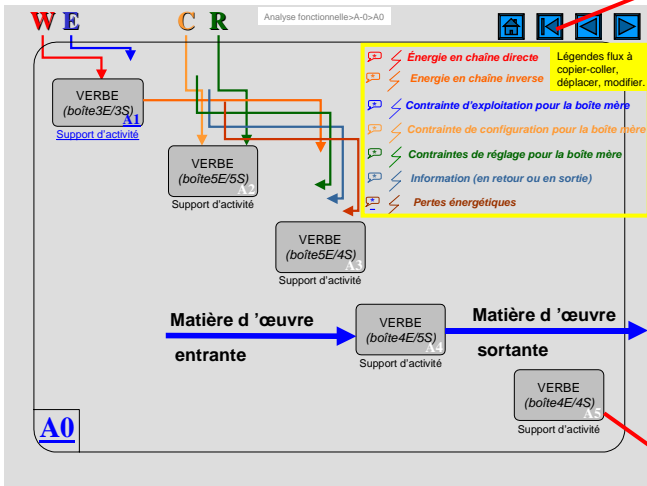 Analyse fonctionnelle>A-0>A0
W E C R
Énergie en chaîne directe
Énergie en chaîne inverse
Légendes flux à
copier-coller,
déplacer, modifier.
Contrainte d'exploitation pour la boîte mère
Contrainte de configuration pour la boîte mère
Contraintes de réglage pour la boîte mère
Information (en retour ou en sortie)
Pertes énergétiques
VERBE
(boîte3E/3S)
A1
Support d'activité
VERBE
(boîte5E/5S)
A2
Support d'activité
VERBE
(boîte5E/4S)
A3
Support d'activité
Matière d 'œuvre
entrante
VERBE
(boîte4E/5S)
A4
Support d'activité
Matière d 'œuvre
sortante
VERBE
(boîte4E/4S)
A5
Support d'activité
A0